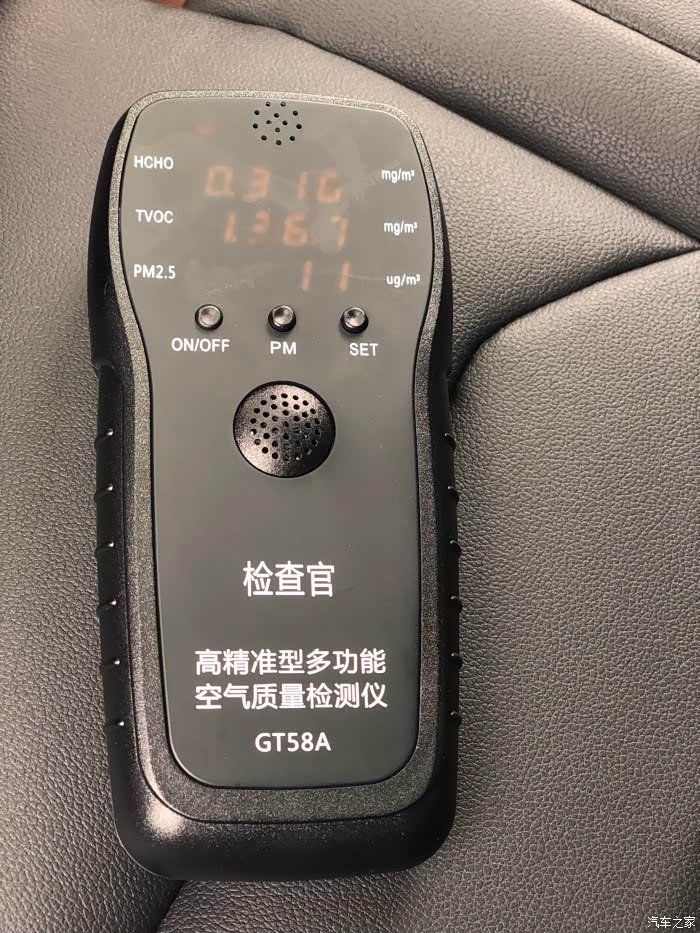 HCHO
mg/m³
TVOC
1.367
mg/m³
PM2.5
11
ug/m³
ON/OFF
PM
SET
检查官
高精准型多功能
空气质量检测仪
GT58A
汽车之家